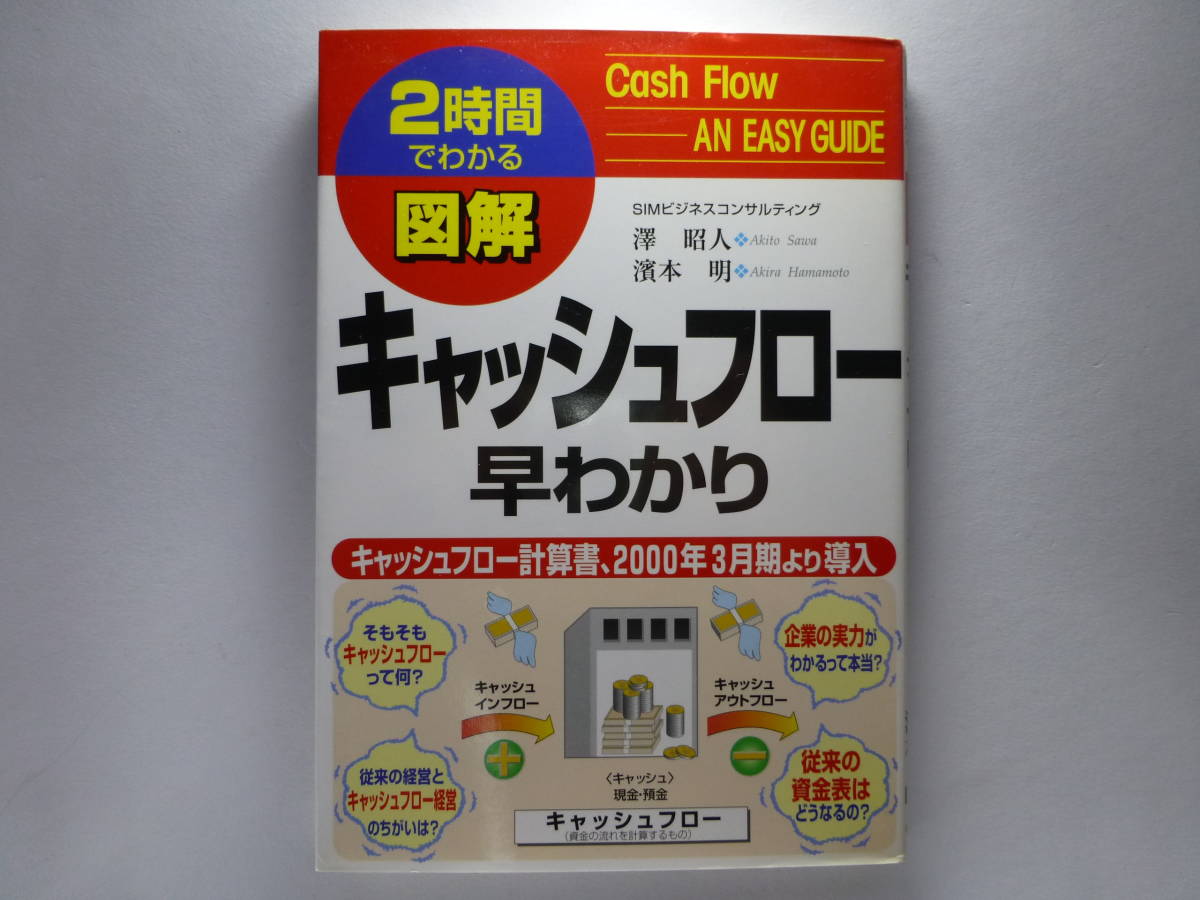 2時間
でわかる
図解
Cash Flow
AN EASY GUIDE
SIMビジネスコンサルティング
澤 昭人 Akito Sawa
濱本 明 Akira Hamamoto
キャッシュフロー
早わかり
キャッシュフロー計算書、2000年3月期より導入
そもそも
キャッシュフロー
って何?
キャッシュ
インフロー
+
キャッシュ
アウトフロー
−
企業の実力が
わかるって本当?
従来の経営と
キャッシュフロー経営
のちがいは?
〈キャッシュ〉
現金・預金
キャッシュフロー
(資金の流れを計算するもの)
従来の
資金表は
どうなるの?